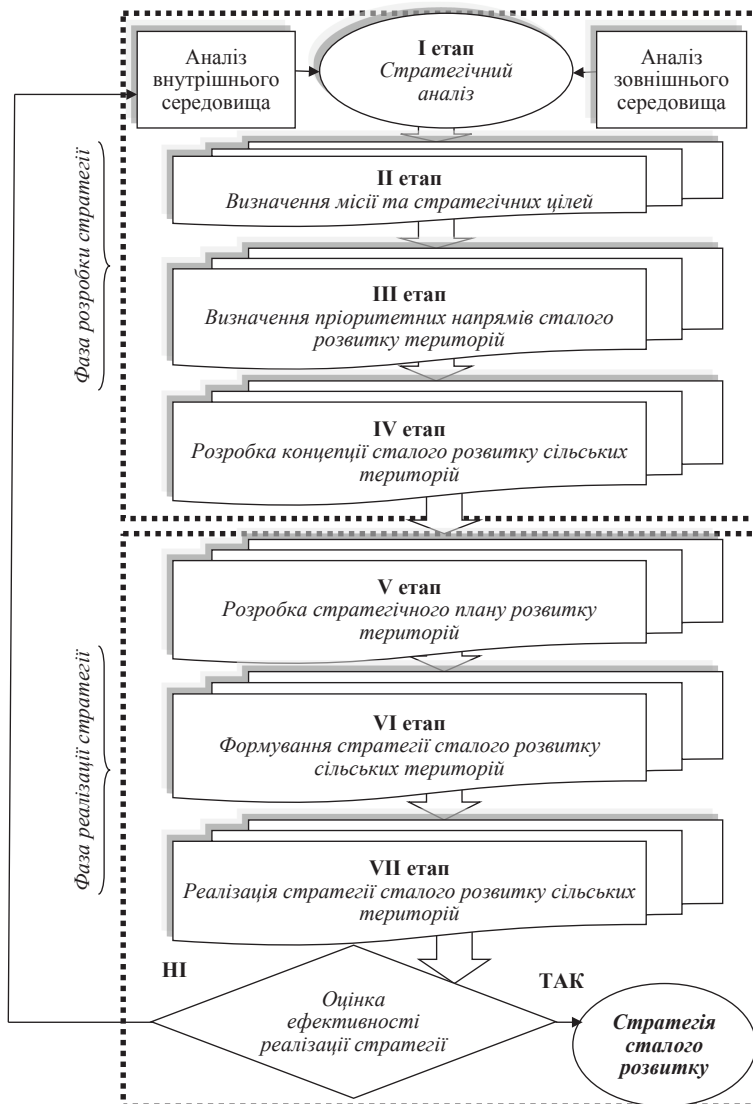 Аналіз
внутрішнього
середовища
I етап
Стратегічний
аналіз
Аналіз
зовнішнього
середовища
Фаза розробки стратегії
II етап
Визначення місії та стратегічних цілей
III етап
Визначення пріоритетних напрямів сталого
розвитку територій
IV етап
Розробка концепції сталого розвитку сільських
територій
Фаза реалізації стратегії
V етап
Розробка стратегічного плану розвитку
територій
VI етап
Формування стратегії сталого розвитку
сільських територій
VII етап
Реалізація стратегії сталого розвитку сільських
територій
НІ
Оцінка
ефективності
реалізації стратегії
ТАК
Стратегія
сталого
розвитку